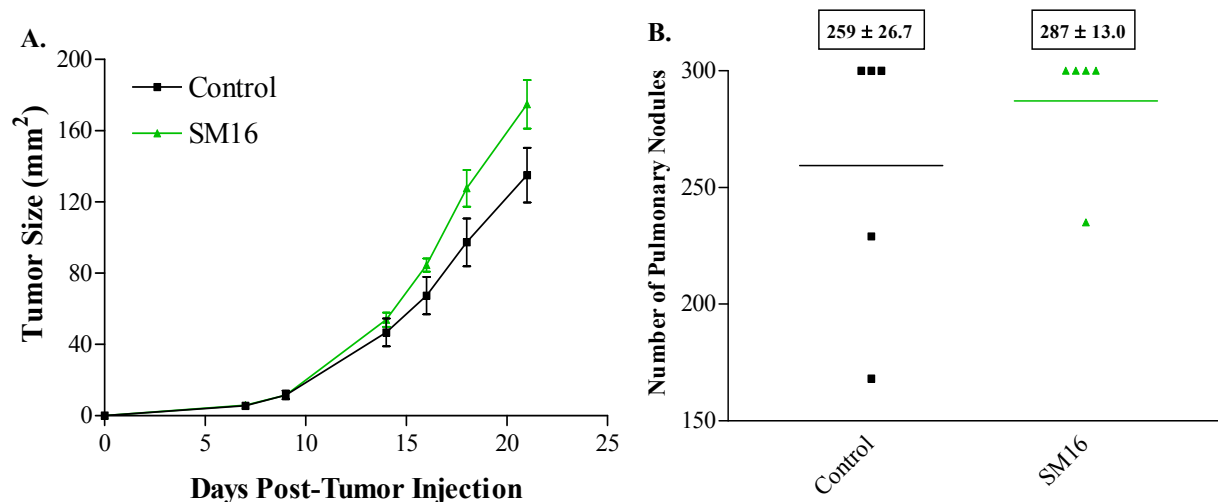 A.
Tumor Size (mm²)
200
160
120
80
40
0
Control
SM16
0 5 10 15 20 25
Days Post-Tumor Injection
B.
259 ± 26.7 287 ± 13.0
Number of Pulmonary Nodules
300
250
200
150
Control
SM16